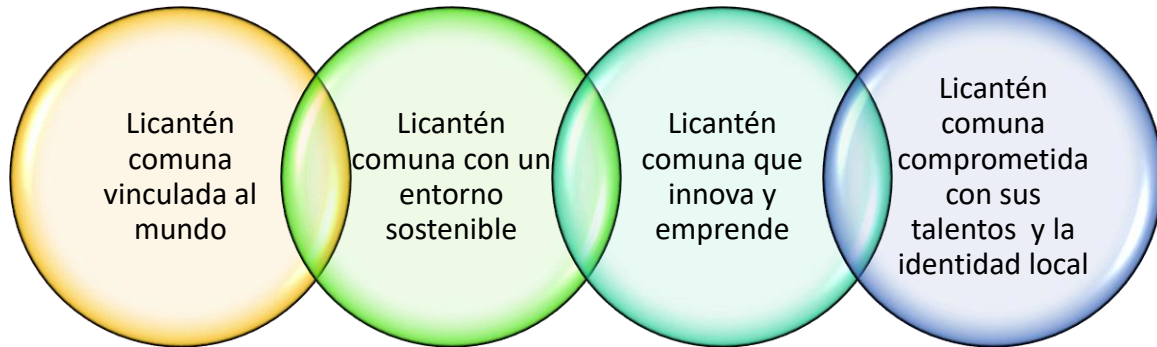 Licantén
comuna
vinculada al
mundo
Licantén
comuna con un
entorno
sostenible
Licantén
comuna que
innova y
emprende
Licantén
comuna
comprometida
con sus
talentos y la
identidad local